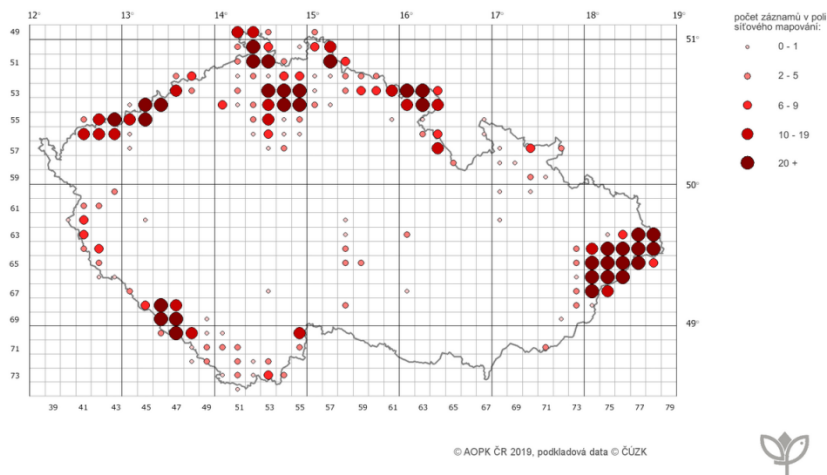 12° 13° 14° 15° 16° 17° 18° 19°
49
51°
51
53
55
57
50°
59
61
63
65
67
69
49°
71
73
39 41 43 45 47 49 51 53 55 57 59 61 63 65 67 69 71 73 75 77 79
počet záznamů v poli
síťového mapování:
0 - 1
2 - 5
6 - 9
10 - 19
20 +
© AOPK ČR 2019, podkladová data © ČÚZK